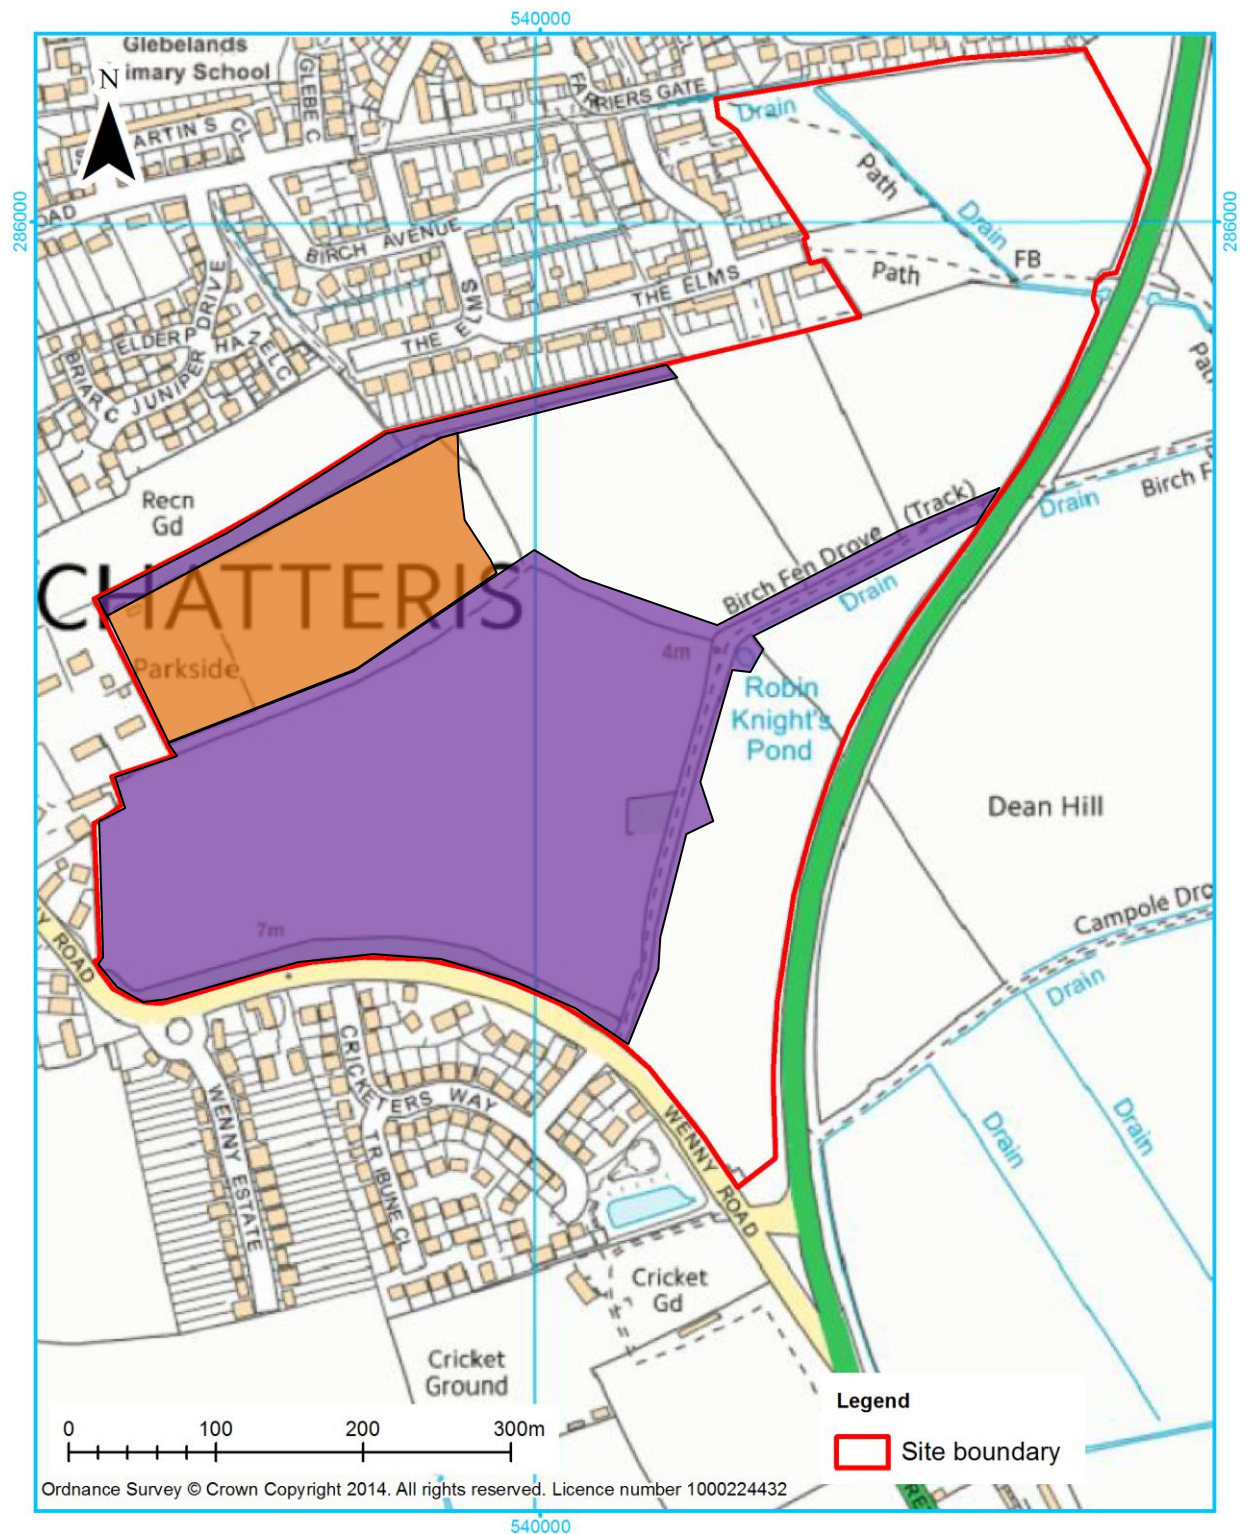 540000
Glebelands
imary School
N
GLEBE C
FARRIERS GATE
Drain
ARTIN S CL
Path
286000
286000
OAD
Drain
BIRCH AVENUE
FB
Path
THE ELMS
ELDER P
DRIVE
HAZEL C
THE ELMS
BRIAR C
JUNIPER
Path
Recn
Gd
Birch F
Drain
(Track)
Birch Fen Drove
Drain
CHATTERIS
Parkside
4m
Robin
Knight's
Pond
Dean Hill
7m
Y ROAD
Campole Dro
Drain
CRICKETERS WAY
WENNY ESTATE
TRIBUNE CL
WENNY ROAD
Drain
Drain
Cricket
Gd
Cricket
Ground
Legend
Site boundary
0 100 200 300m
Ordnance Survey © Crown Copyright 2014. All rights reserved. Licence number 1000224432
540000